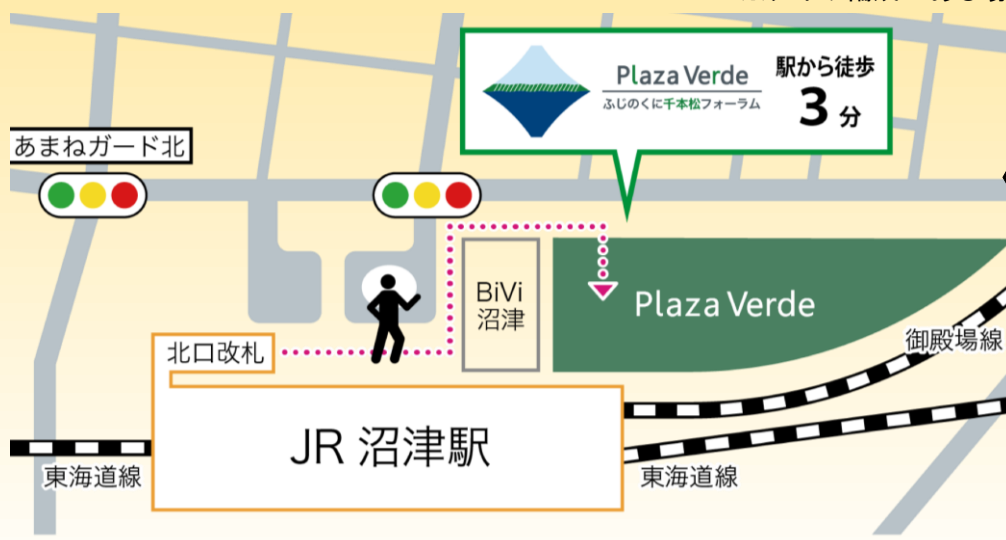 Plaza Verde
ふじのくに千本松フォーラム
駅から徒歩
3 分
あまねガード北
BiVi
沼津
Plaza Verde
御殿場線
北口改札
JR 沼津駅
東海道線
東海道線